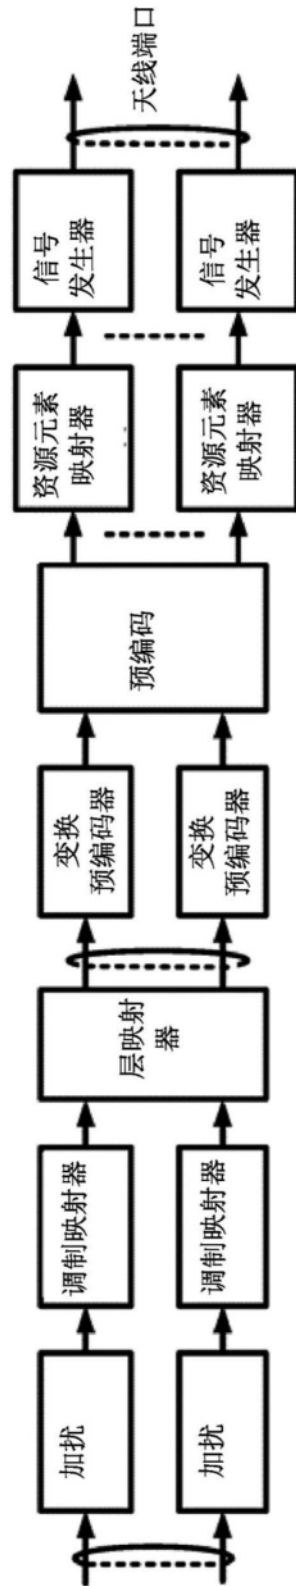 加扰
调制映射器
层映射
器
变换
预编码器
预编码
资源元素
映射器
信号
发生器
天线端口
加扰
调制映射器
变换
预编码器
资源元素
映射器
信号
发生器